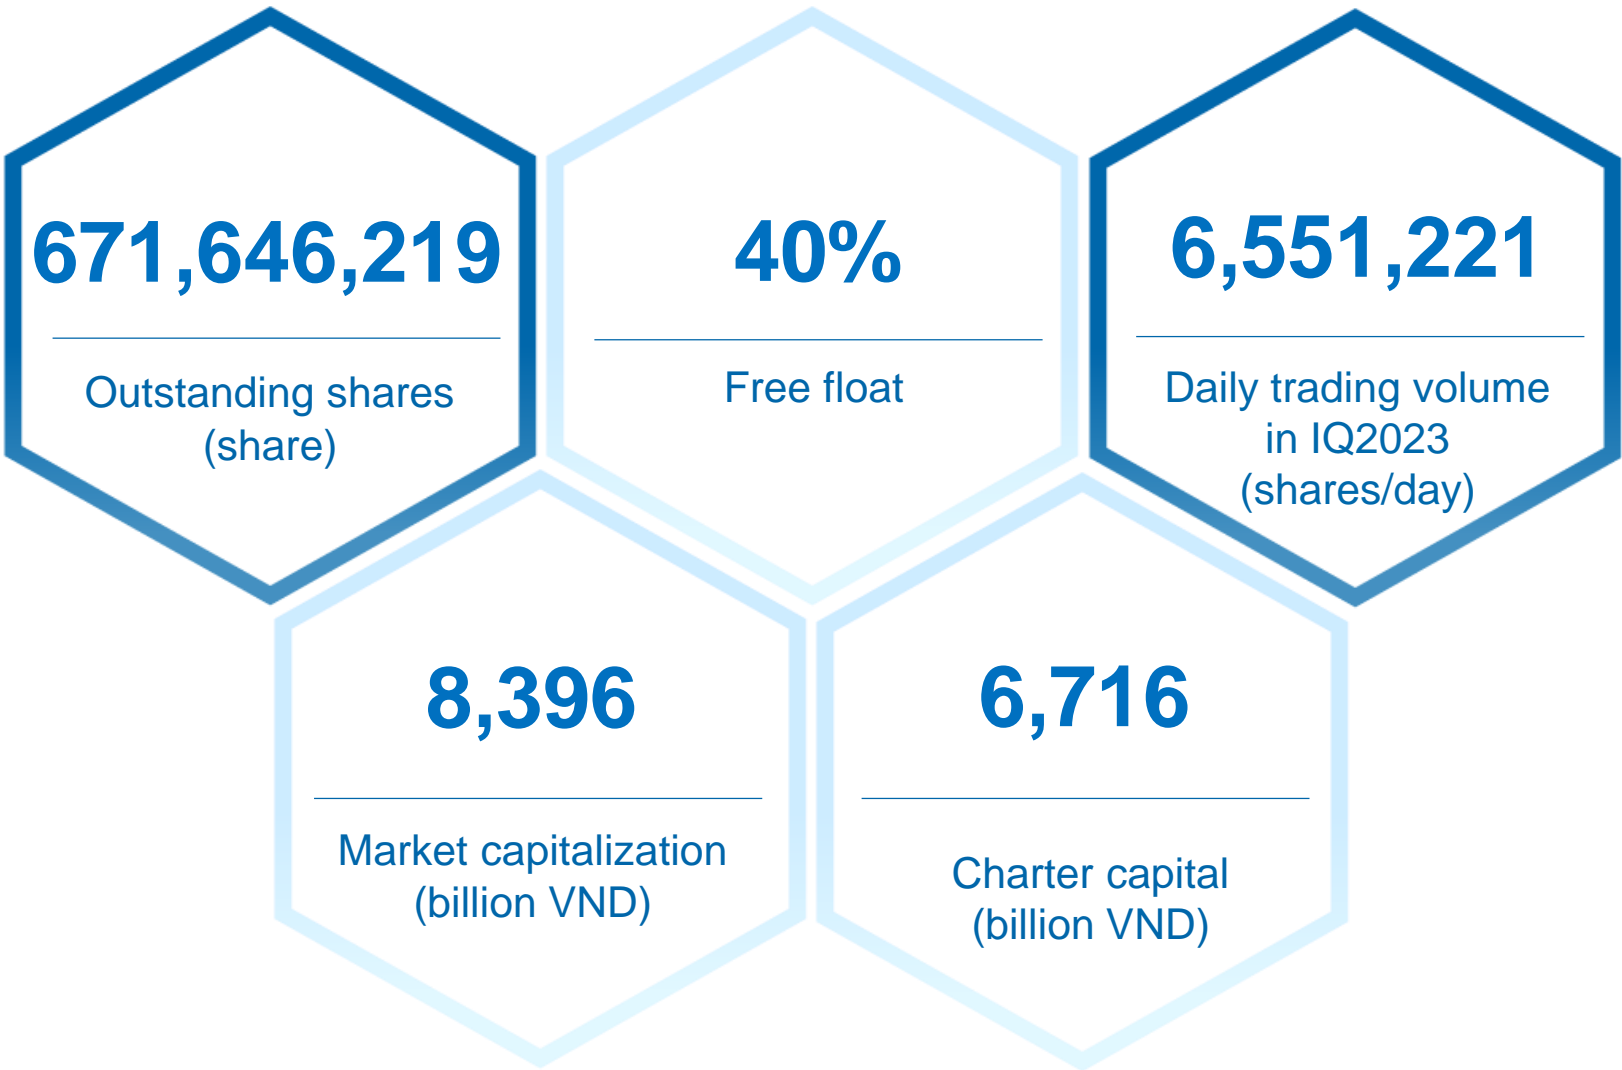 671,646,219
Outstanding shares
(share)
40%
Free float
6,551,221
Daily trading volume
in IQ2023
(shares/day)
8,396
Market capitalization
(billion VND)
6,716
Charter capital
(billion VND)